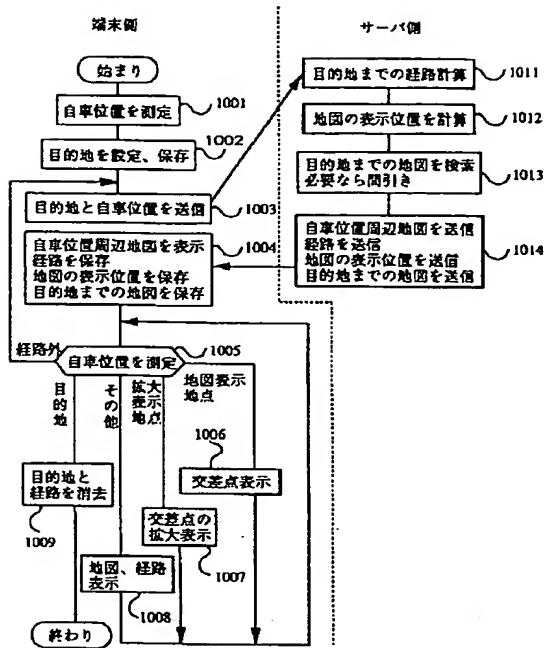 端末側
サーバ側
始まり
自車位置を測定
1001
目的地を設定、保存
1002
目的地と自車位置を送信
1003
目的地までの経路計算
1011
地図の表示位置を計算
1012
目的地までの地図を検索
必要なら間引き
1013
自車位置周辺地図を送信
経路を送信
地図の表示位置を送信
目的地までの地図を送信
1014
自車位置周辺地図を表示
経路を保存
地図の表示位置を保存
目的地までの地図を保存
1004
経路外
自車位置を測定
1005
目的地
その他
拡大
表示
地点
地図表示
地点
1006
交差点表示
目的地と
経路を消去
1009
交差点の
拡大表示
1007
地図、経路
表示
1008
終わり